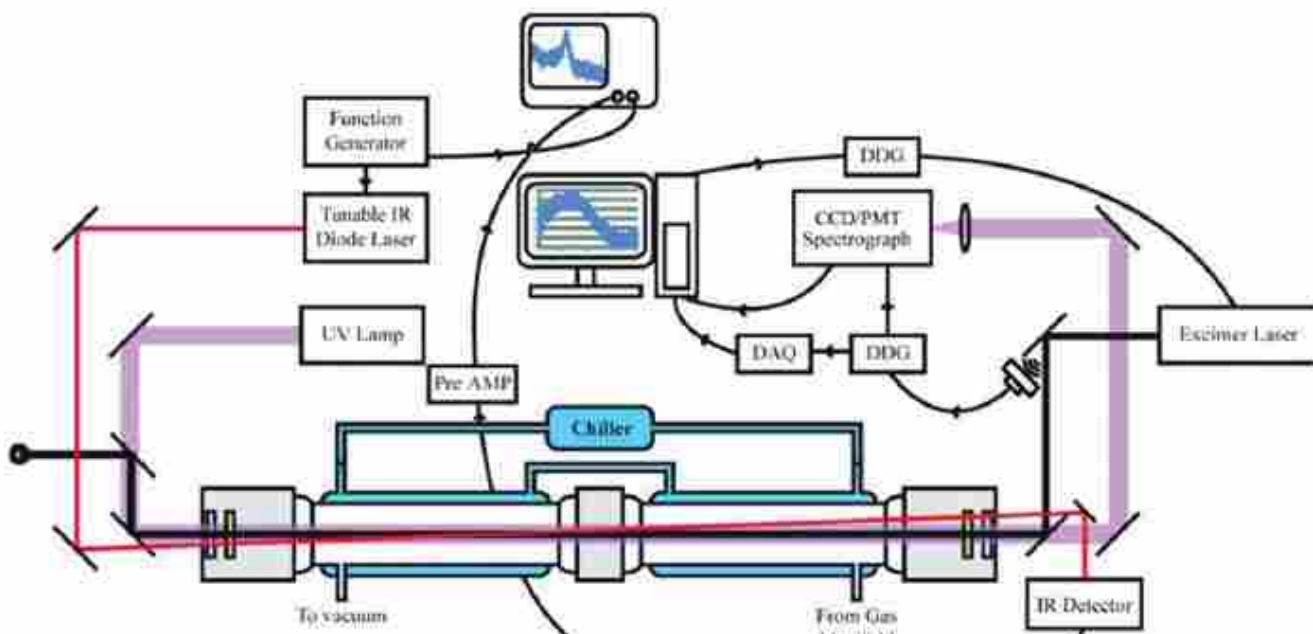 Function
Generator
Tunable IR
Diode Laser
UV Lamp
Pre AMP
Chiller
DDG
CCD/PMT
Spectrograph
DAQ
DDG
Excimer Laser
To vacuum
From Gas
IR Detector